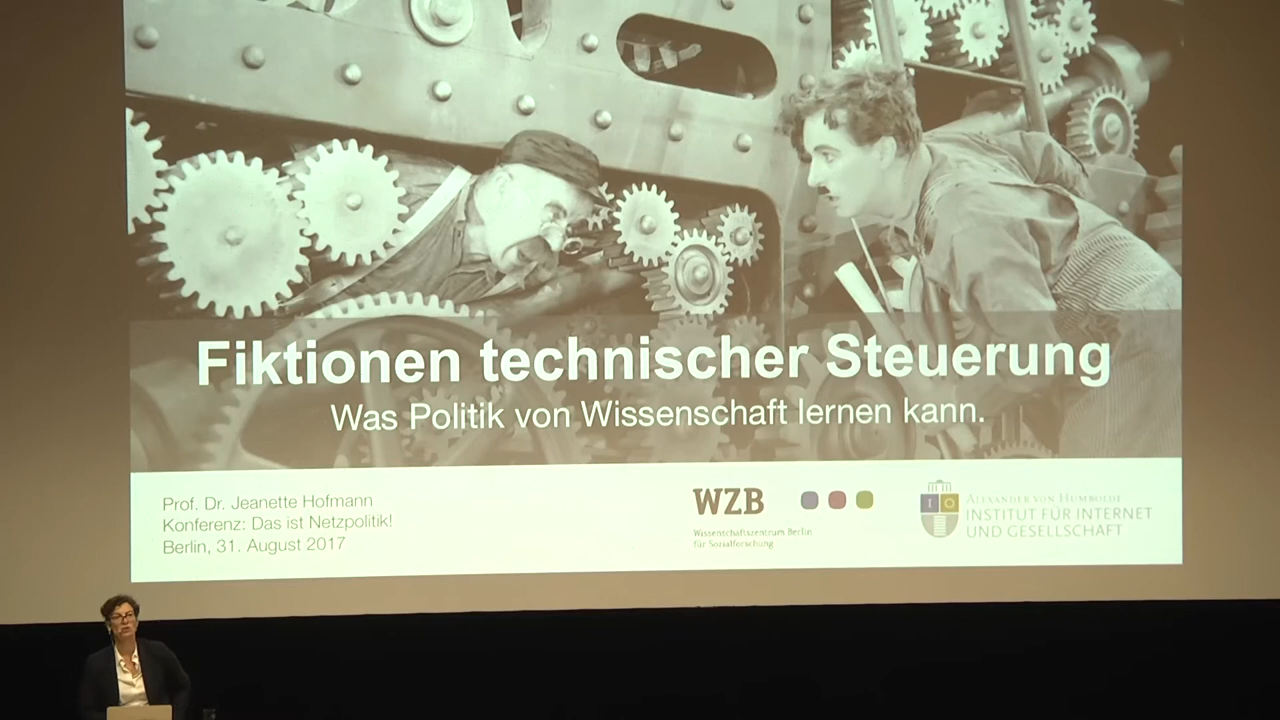 Fiktionen technischer Steuerung
Was Politik von Wissenschaft lernen kann.
Prof. Dr. Jeanette Hofmann
Konferenz: Das ist Netzpolitik!
Berlin, 31. August 2017
WZB
Wissenschaftszentrum Berlin
für Sozialforschung
ALEXANDER VON HUMBOLDT
INSTITUT FÜR INTERNET
UND GESELLSCHAFT